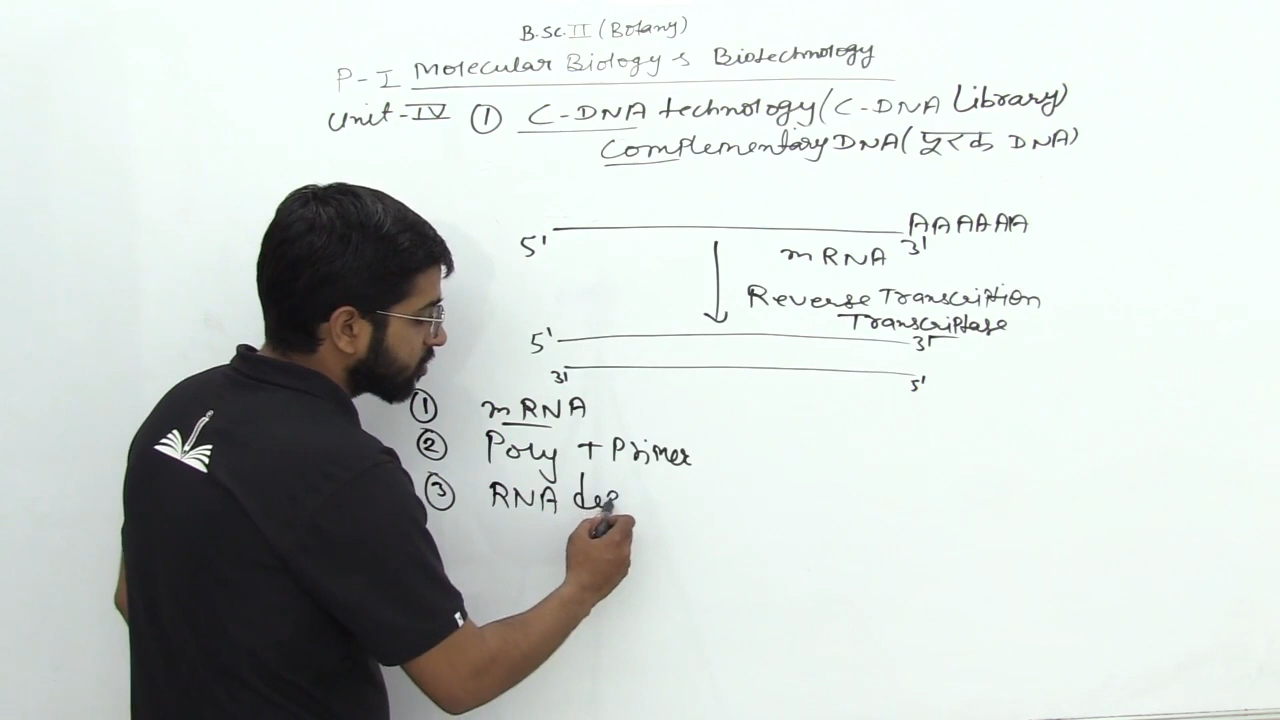 B.Sc.II (Botany)
P-I Molecular Biology & Biotechnology
Unit-IV ① C-DNA technology (C-DNA Library)
Complementary DNA (पूरक DNA)
AAAAAA
5' 3'
mRNA
Reverse Transcription
Transcriptase
5' 3'
3' 5'
① mRNA
② Poly T Primer
③ RNA dep